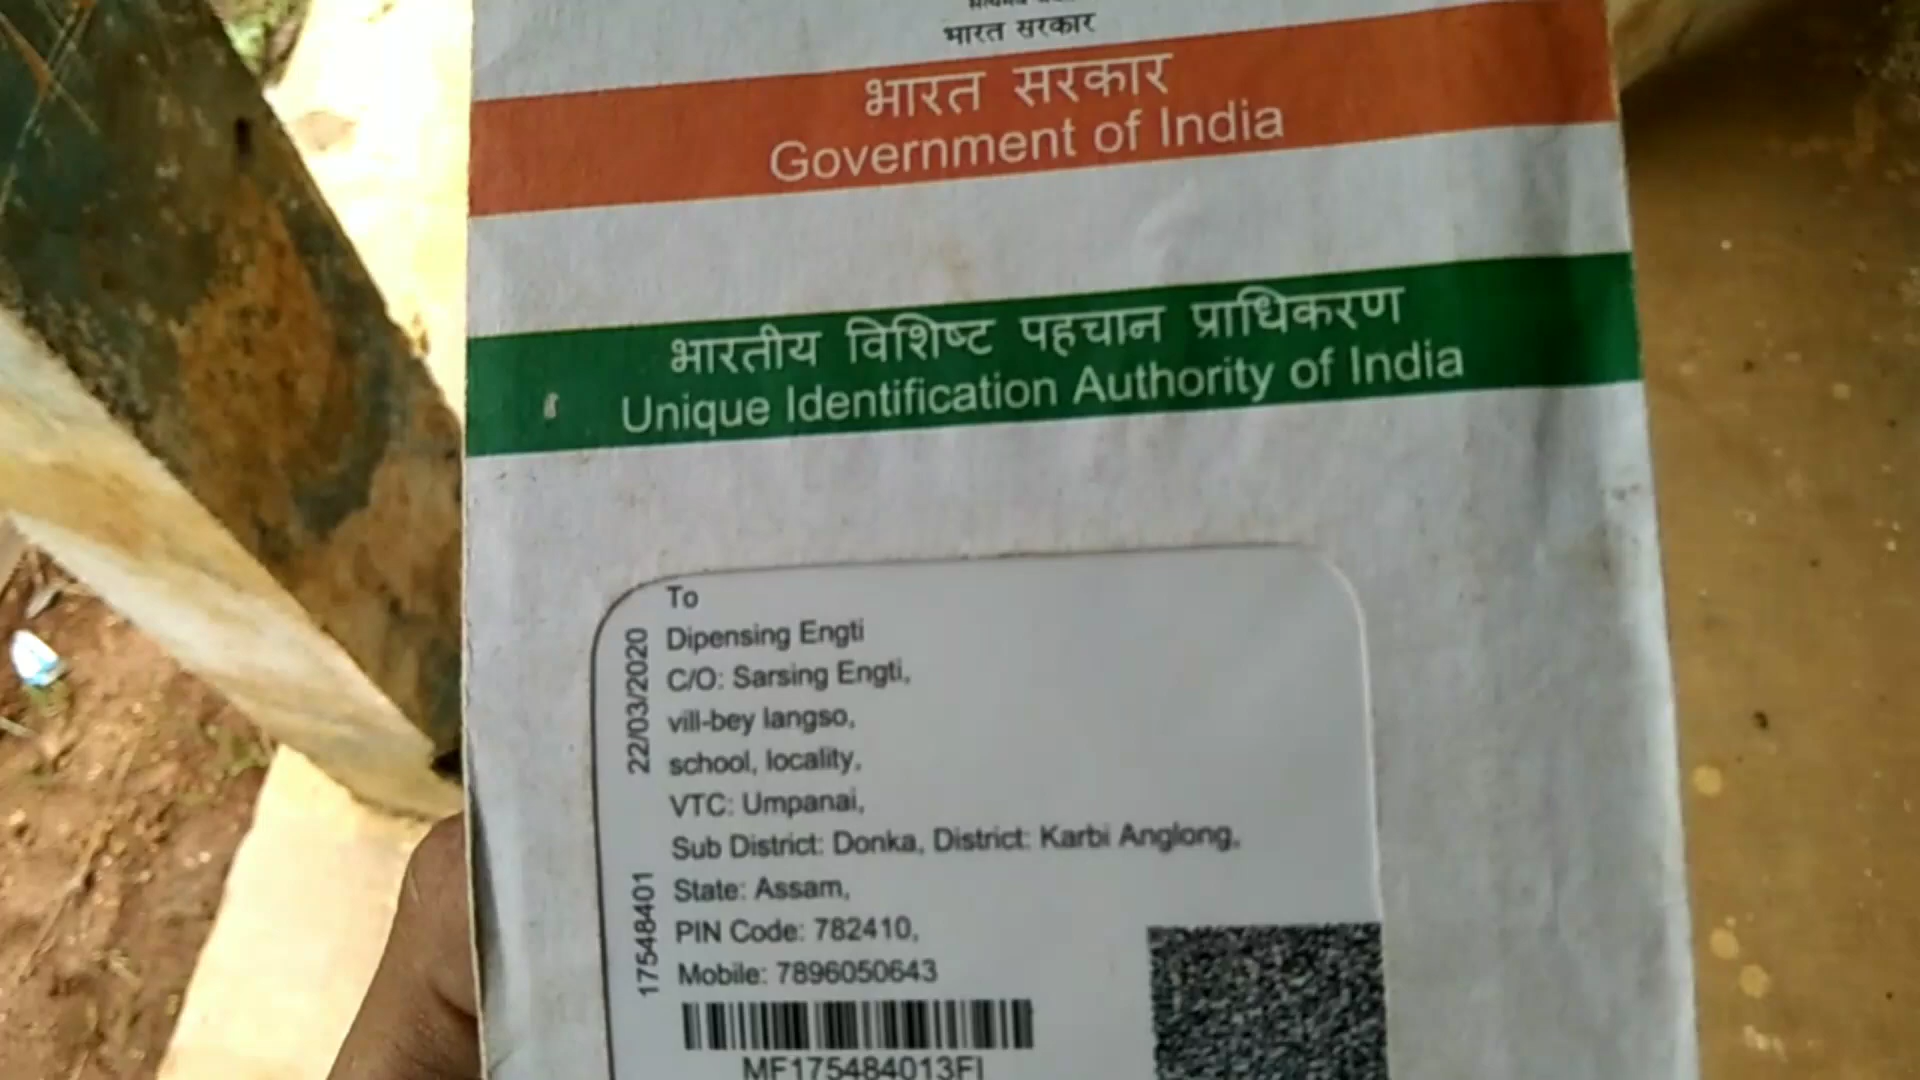 भारत सरकार
भारत सरकार
Government of India
भारतीय विशिष्ट पहचान प्राधिकरण
Unique Identification Authority of India
To
Dipensing Engti
C/O: Sarsing Engti,
vill-bey langso,
school, locality,
VTC: Umpanai,
Sub District: Donka, District: Karbi Anglong,
State: Assam,
PIN Code: 782410,
Mobile: 7896050643
MF175484013FI
22/03/2020
17548401